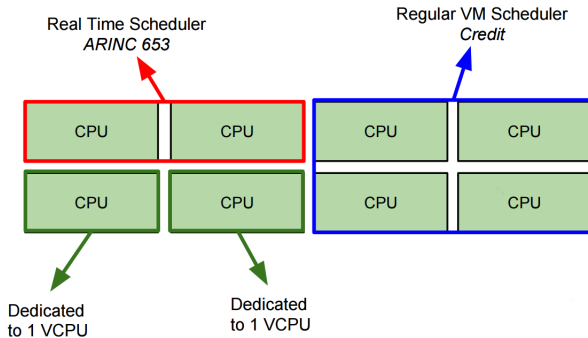 Real Time Scheduler
ARINC 653
Regular VM Scheduler
Credit
CPU
CPU
CPU
CPU
CPU
CPU
CPU
CPU
Dedicated
to 1 VCPU
Dedicated
to 1 VCPU